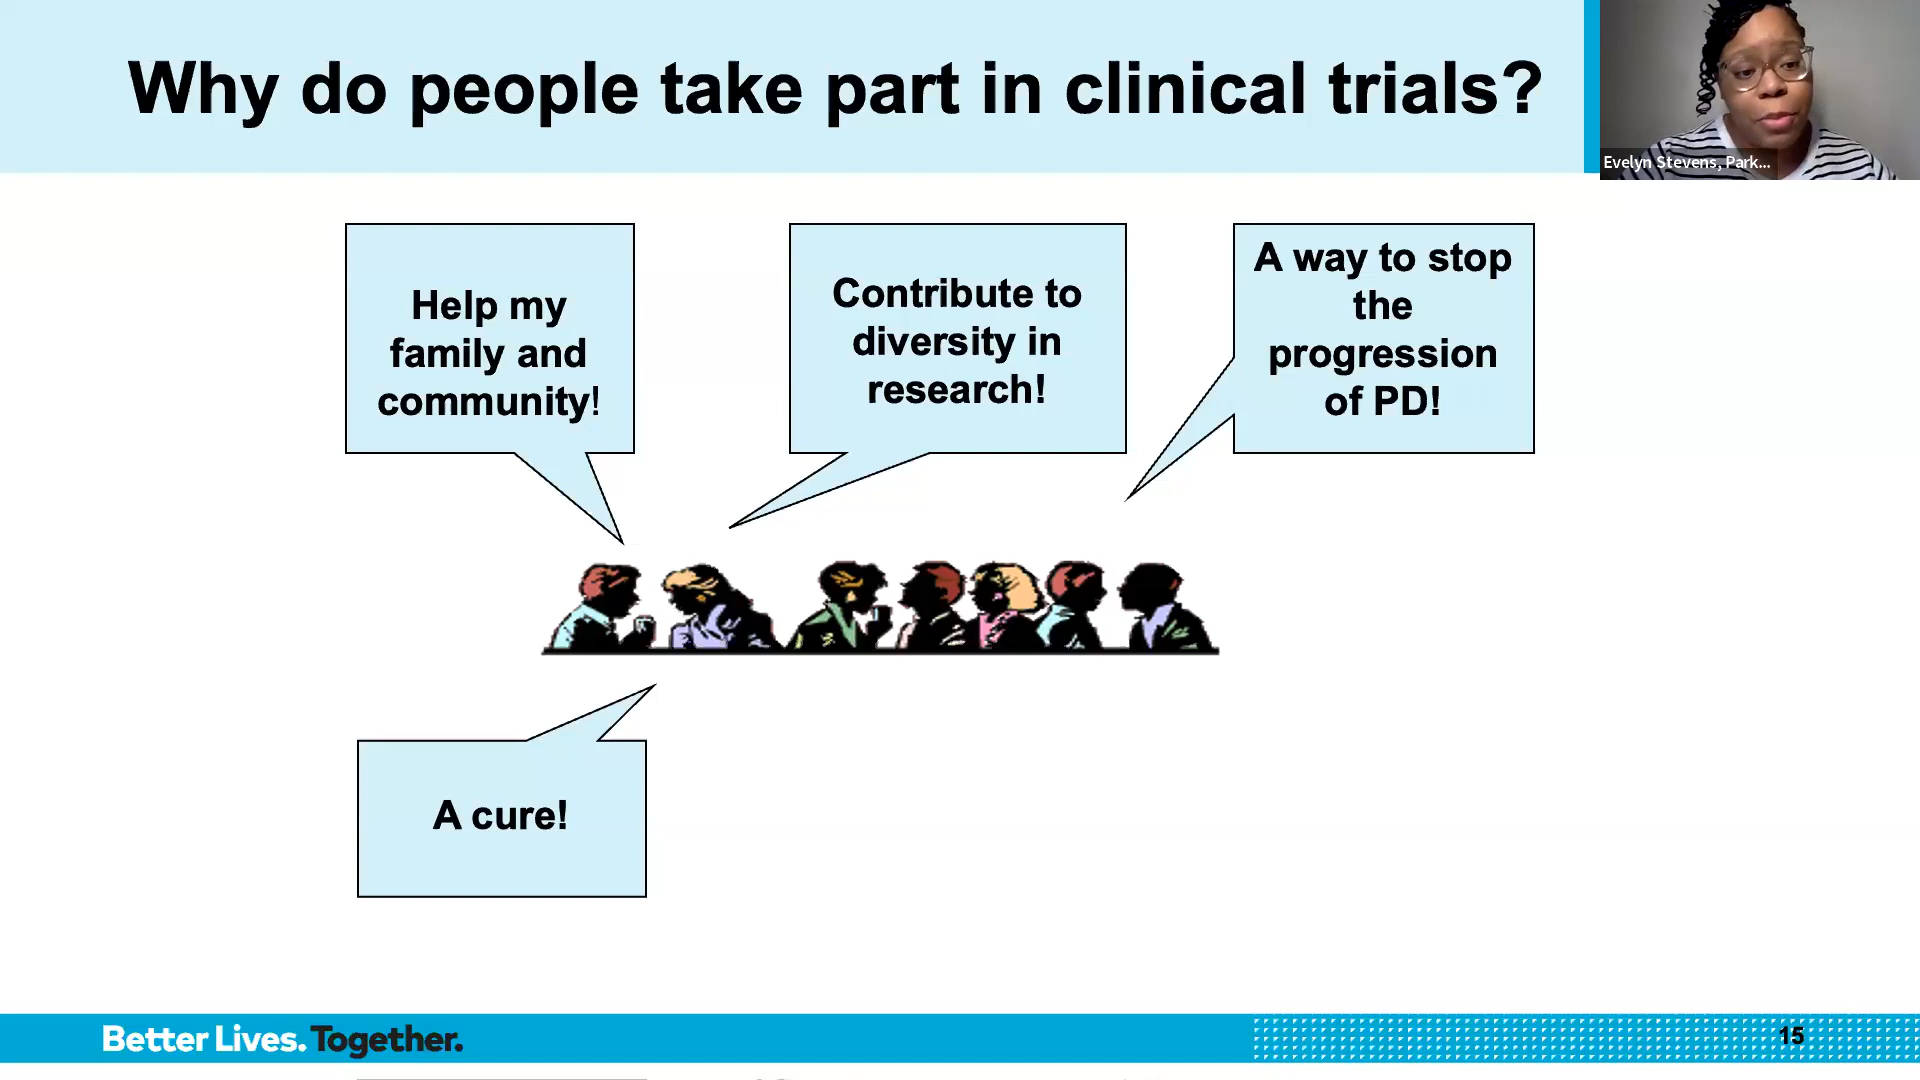 Why do people take part in clinical trials?
Evelyn Stevens, Park...
Help my
family and
community!
Contribute to
diversity in
research!
A way to stop
the
progression
of PD!
A cure!
Better Lives. Together.
15